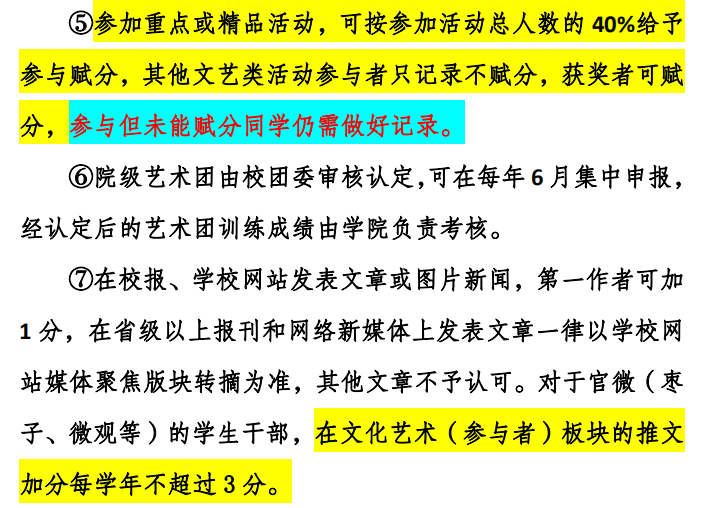 ⑤参加重点或精品活动，可按参加活动总人数的 40%给予
参与赋分，其他文艺类活动参与者只记录不赋分，获奖者可赋
分，参与但未能赋分同学仍需做好记录。
⑥院级艺术团由校团委审核认定,可在每年 6 月集中申报，
经认定后的艺术团训练成绩由学院负责考核。
⑦在校报、学校网站发表文章或图片新闻，第一作者可加
1 分，在省级以上报刊和网络新媒体上发表文章一律以学校网
站媒体聚焦版块转摘为准，其他文章不予认可。对于官微（枣
子、微观等）的学生干部，在文化艺术（参与者）板块的推文
加分每学年不超过 3 分。